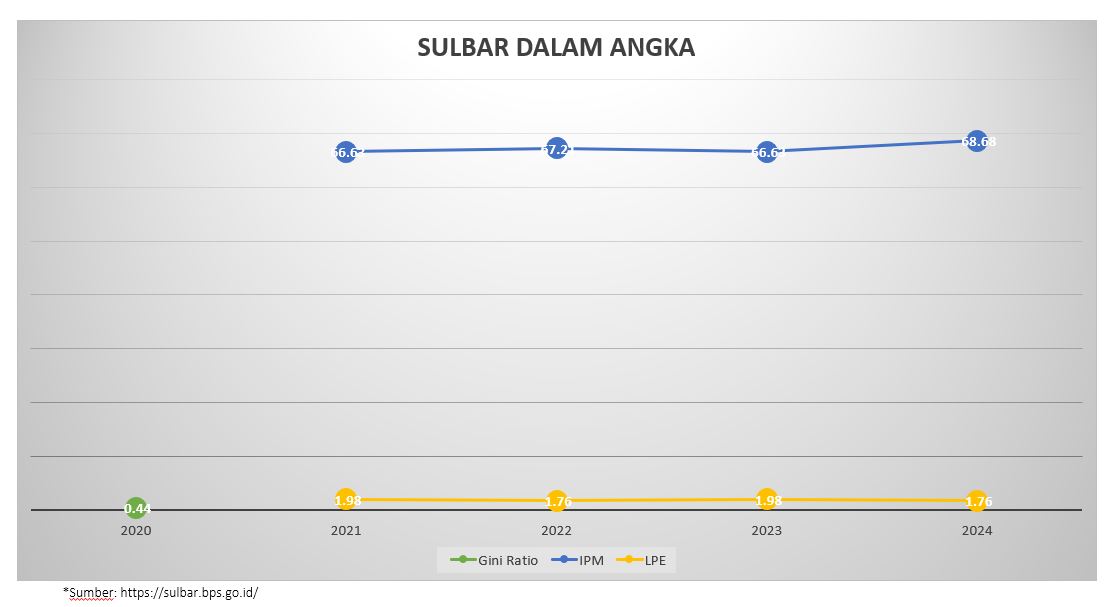 SULBAR DALAM ANGKA
68.68
0.44
1.98
1.76
1.98
1.76
2020
2021
2022
2023
2024
Gini Ratio
IPM
LPE
*Sumber: https://sulbar.bps.go.id/